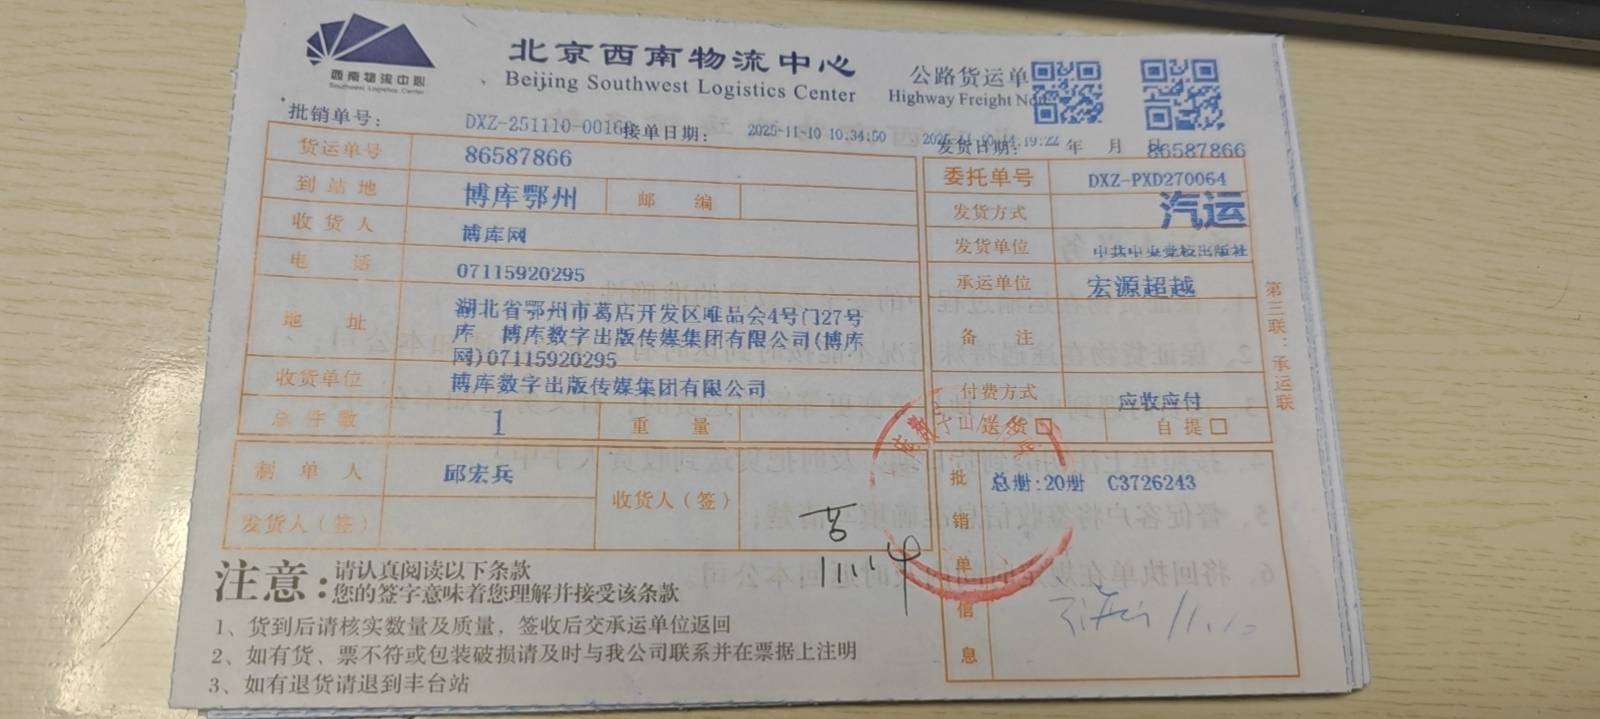 西南物流中心
Southwest Logistics Center
北京西南物流中心
Beijing Southwest Logistics Center
公路货运单
Highway Freight
批销单号: DXZ-251110-00160 接单日期: 2025-11-10 10:34:50 发货日期: 19:22 年 月
86587866
货运单号 86587866
到站地 博库鄂州 邮编
收货人 博库网
电话 07115920295
地址 湖北省鄂州市葛店开发区唯品会4号门27号
库 博库数字出版传媒集团有限公司(博库
网)07115920295
收货单位 博库数字出版传媒集团有限公司
总件数 1 重量
制单人 邱宏兵
发货人(签)
收货人(签)
11.14
委托单号 DXZ-PXD270064
发货方式 汽运
发货单位 中共中央党校出版社
承运单位 宏源超越
备注
付费方式 应收应付
送货□ 自提□
批销单信息 总册:20册 C3726243
11.10
第三联:承运联
注意:请认真阅读以下条款
您的签字意味着您理解并接受该条款
1、货到后请核实数量及质量，签收后交承运单位返回
2、如有货、票不符或包装破损请及时与我公司联系并在票据上注明
3、如有退货请退到丰台站